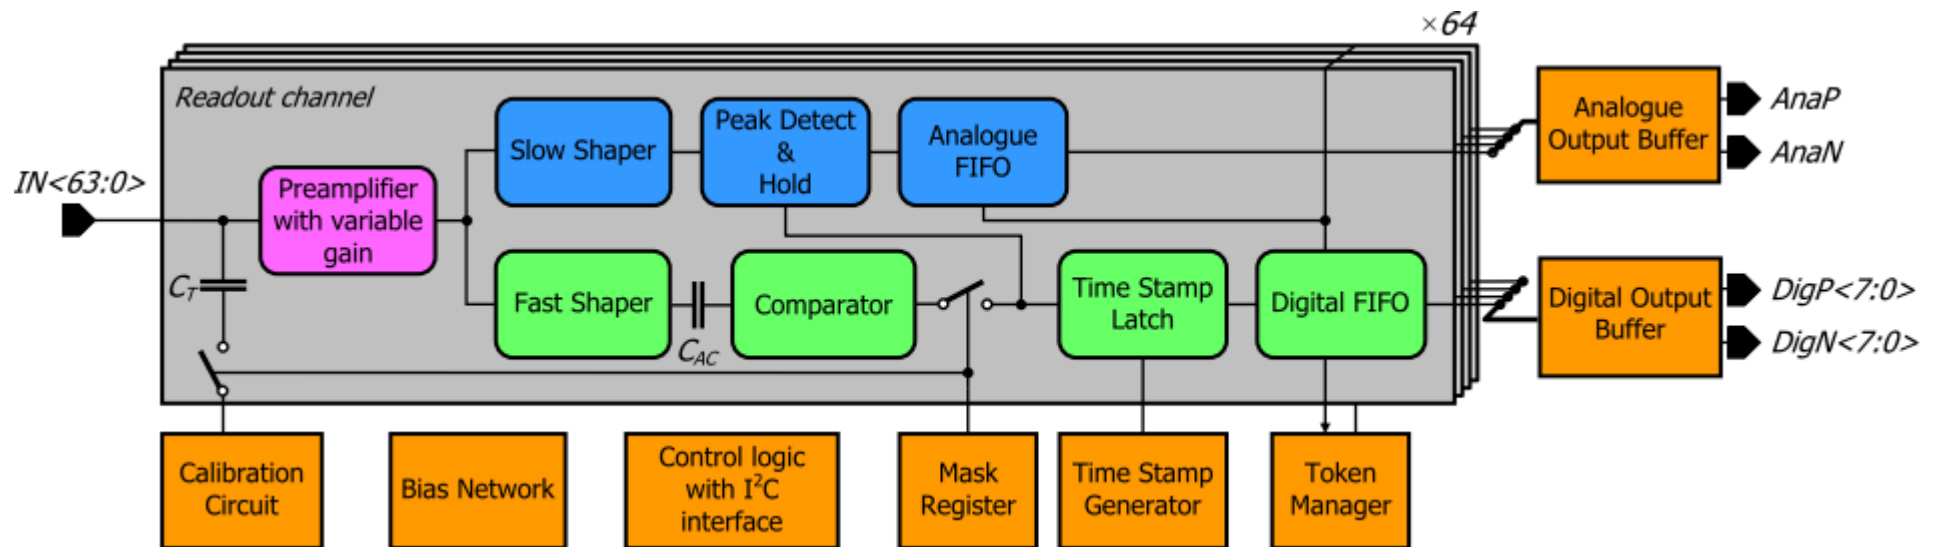 ×64
Readout channel
IN<63:0>
Preamplifier
with variable
gain
C_T
Slow Shaper
Peak Detect
&
Hold
Analogue
FIFO
Fast Shaper
C_AC
Comparator
Time Stamp
Latch
Digital FIFO
Analogue
Output Buffer
AnaP
AnaN
Digital Output
Buffer
DigP<7:0>
DigN<7:0>
Calibration
Circuit
Bias Network
Control logic
with I²C
interface
Mask
Register
Time Stamp
Generator
Token
Manager